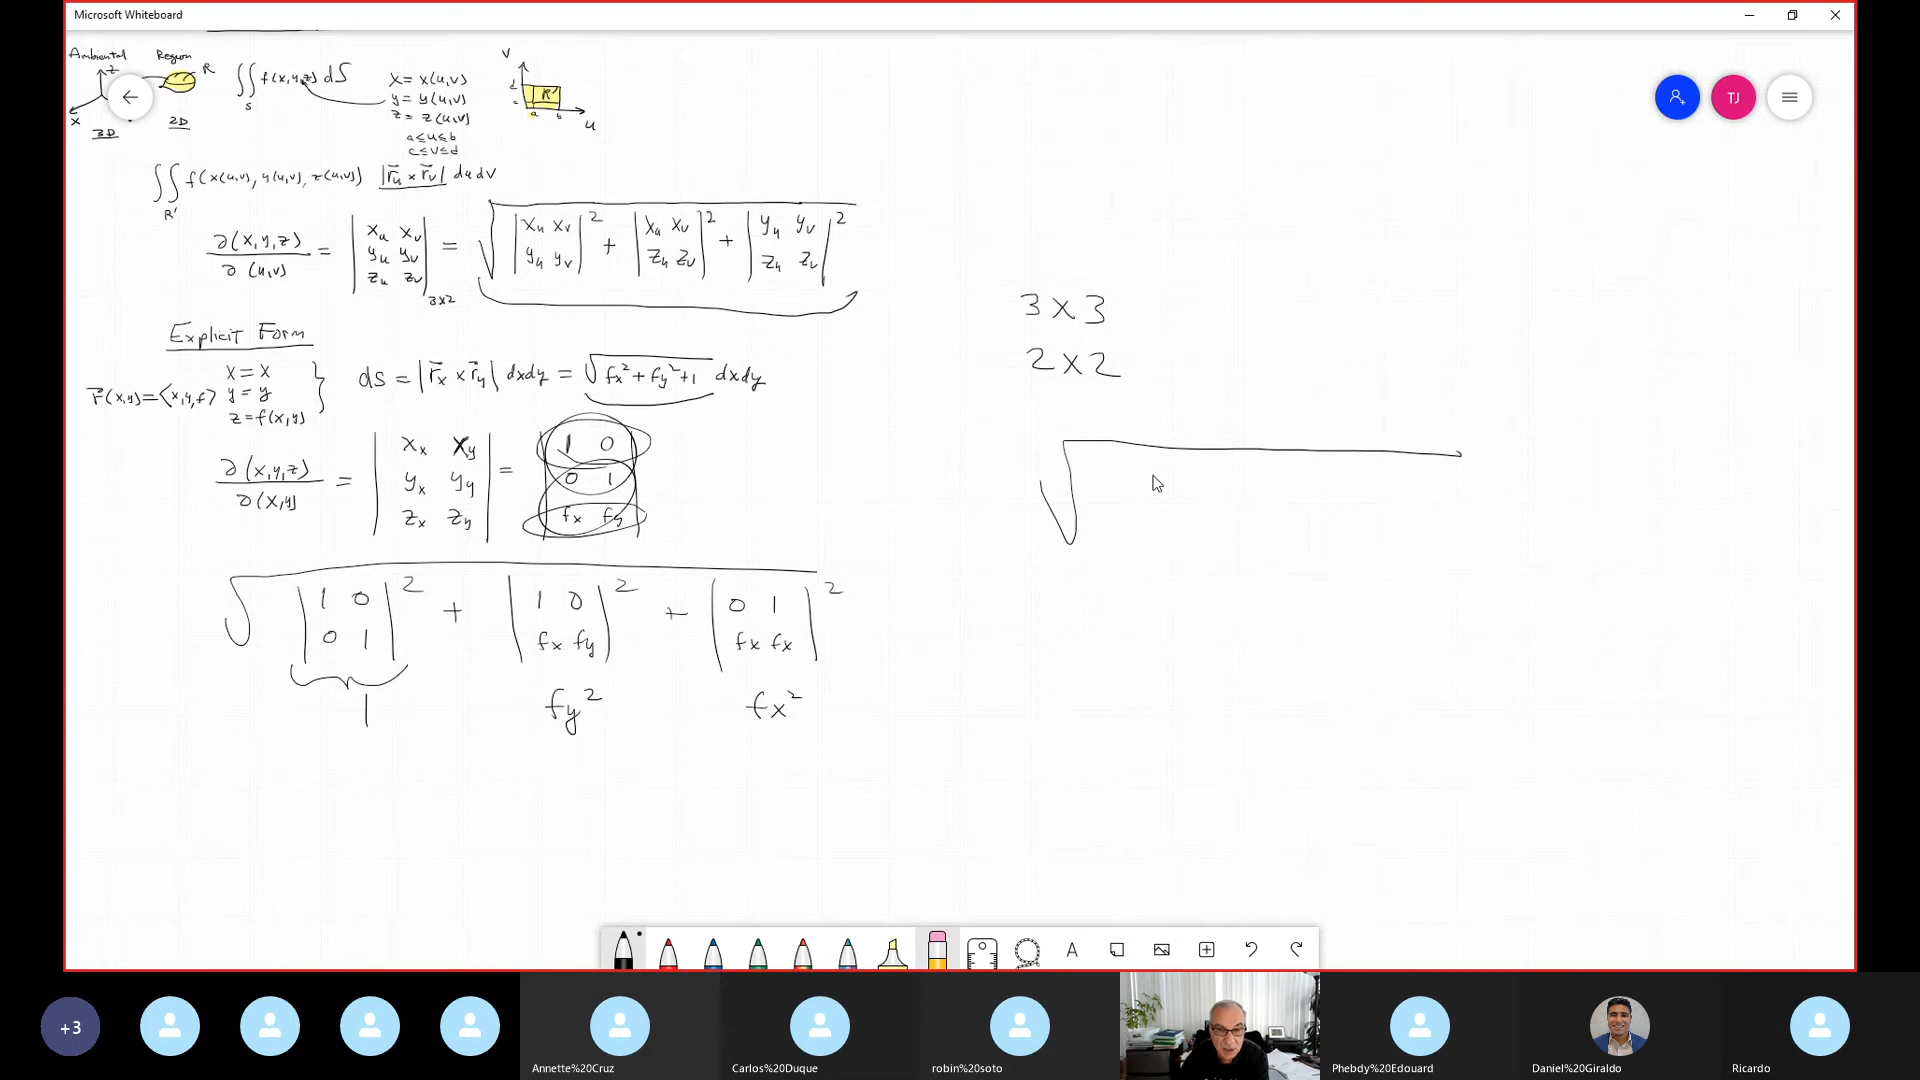 Microsoft Whiteboard
Ambiental Region
z R
x 3D 2D
∬ f(x,y,z) dS
S
x = x(u,v)
y = y(u,v)
z = z(u,v)
a ≤ u ≤ b
c ≤ v ≤ d
v
d R'
c
a b u
∬ f(x(u,v), y(u,v), z(u,v)) |r̄u × r̄v| du dv
R'
∂(x,y,z) / ∂(u,v) = | xu xv ; yu yv ; zu zv | 3x2 = √( | xu xv ; yu yv |² + | xu xv ; zu zv |² + | yu yv ; zu zv |² )
Explicit Form
x = x
r̄(x,y) = <x,y,f> y = y
z = f(x,y)
ds = |r̄x × r̄y| dxdy = √(fx² + fy² + 1) dxdy
∂(x,y,z) / ∂(x,y) = | xx xy ; yx yy ; zx zy | = | 1 0 ; 0 1 ; fx fy |
√( | 1 0 ; 0 1 |² + | 1 0 ; fx fy |² + | 0 1 ; fx fx |²
1 fy² fx²
3 x 3
2 x 2
√
TJ
A
+3
Annette%20Cruz
Carlos%20Duque
robin%20soto
Phebdy%20Edouard
Daniel%20Giraldo
Ricardo